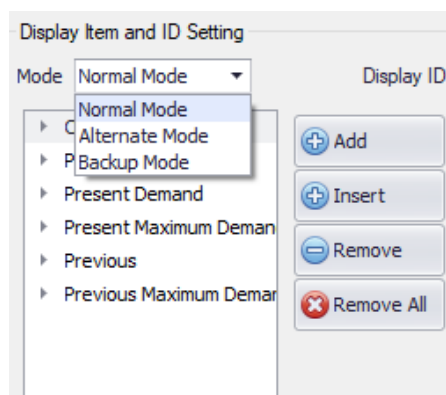 Display Item and ID Setting
Mode Normal Mode Display ID
Normal Mode
Alternate Mode
Backup Mode
Present Demand
Present Maximum Deman
Previous
Previous Maximum Demar
Add
Insert
Remove
Remove All